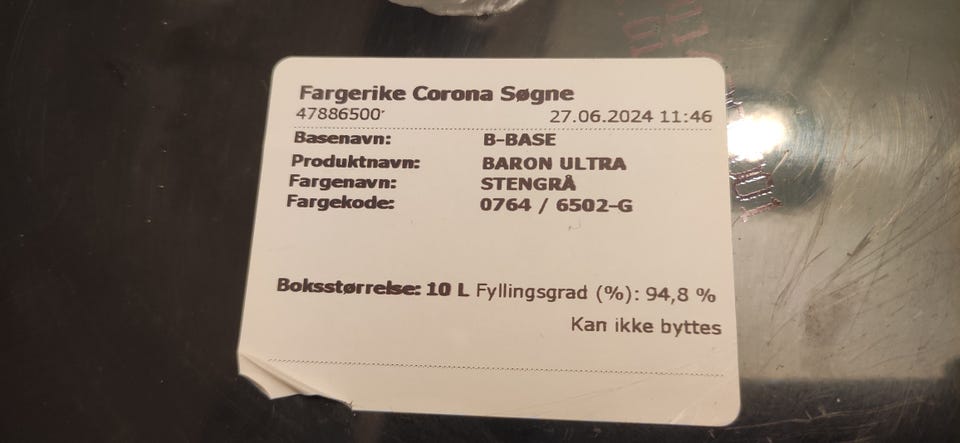 Fargerike Corona Søgne
47886500 27.06.2024 11:46
Basenavn: B-BASE
Produktnavn: BARON ULTRA
Fargenavn: STENGRÅ
Fargekode: 0764 / 6502-G
Boksstørrelse: 10 L Fyllingsgrad (%): 94,8 %
Kan ikke byttes